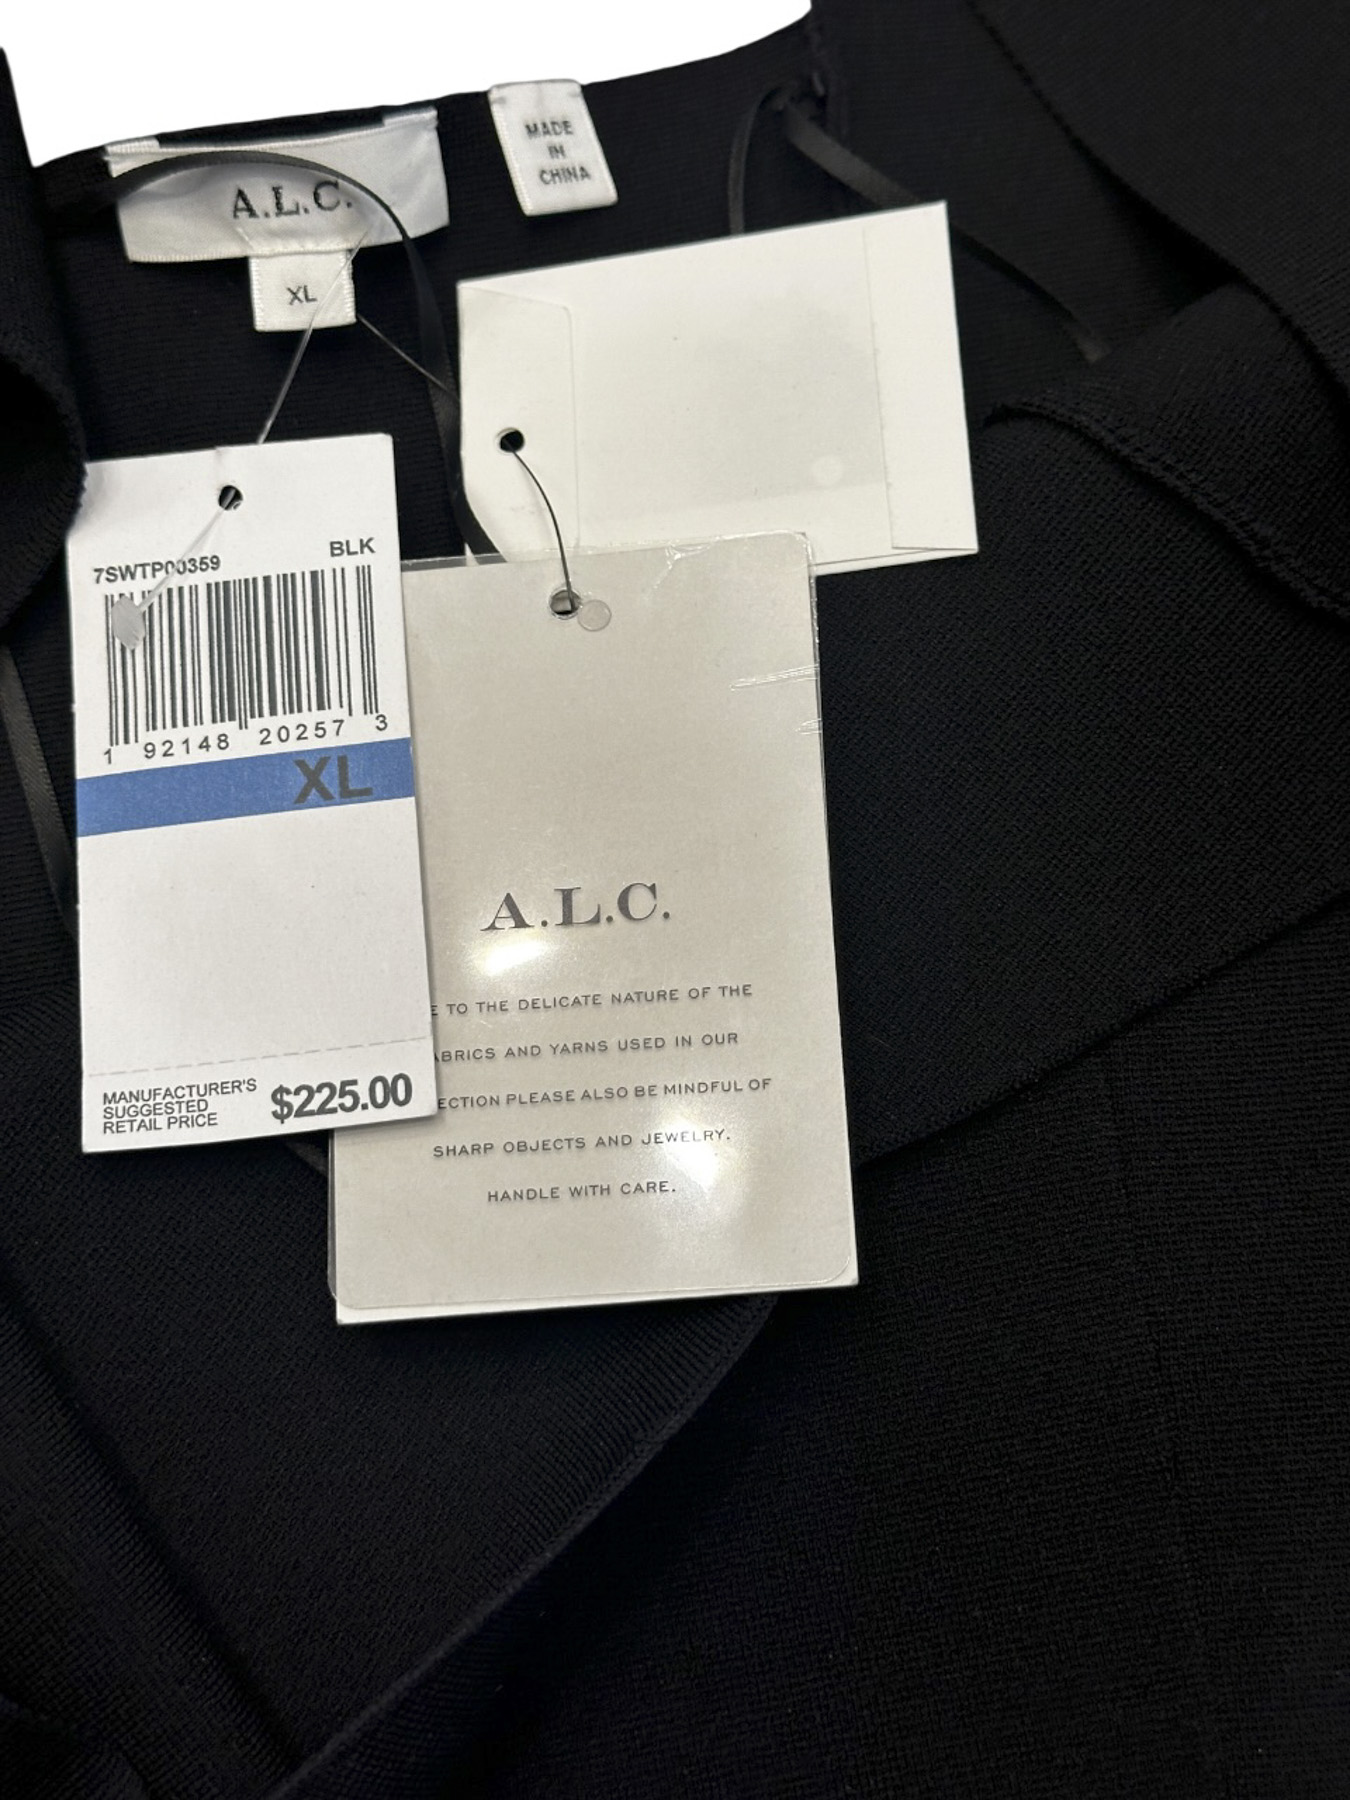 A.L.C.
XL
MADE
IN
CHINA
BLK
7SWTP00359
1 92148 20257 3
XL
MANUFACTURER'S
SUGGESTED
RETAIL PRICE
$225.00
A.L.C.
TO THE DELICATE NATURE OF THE
AND YARNS USED IN OUR
PLEASE ALSO BE MINDFUL OF
SHARP OBJECTS AND JEWELRY.
HANDLE WITH CARE.